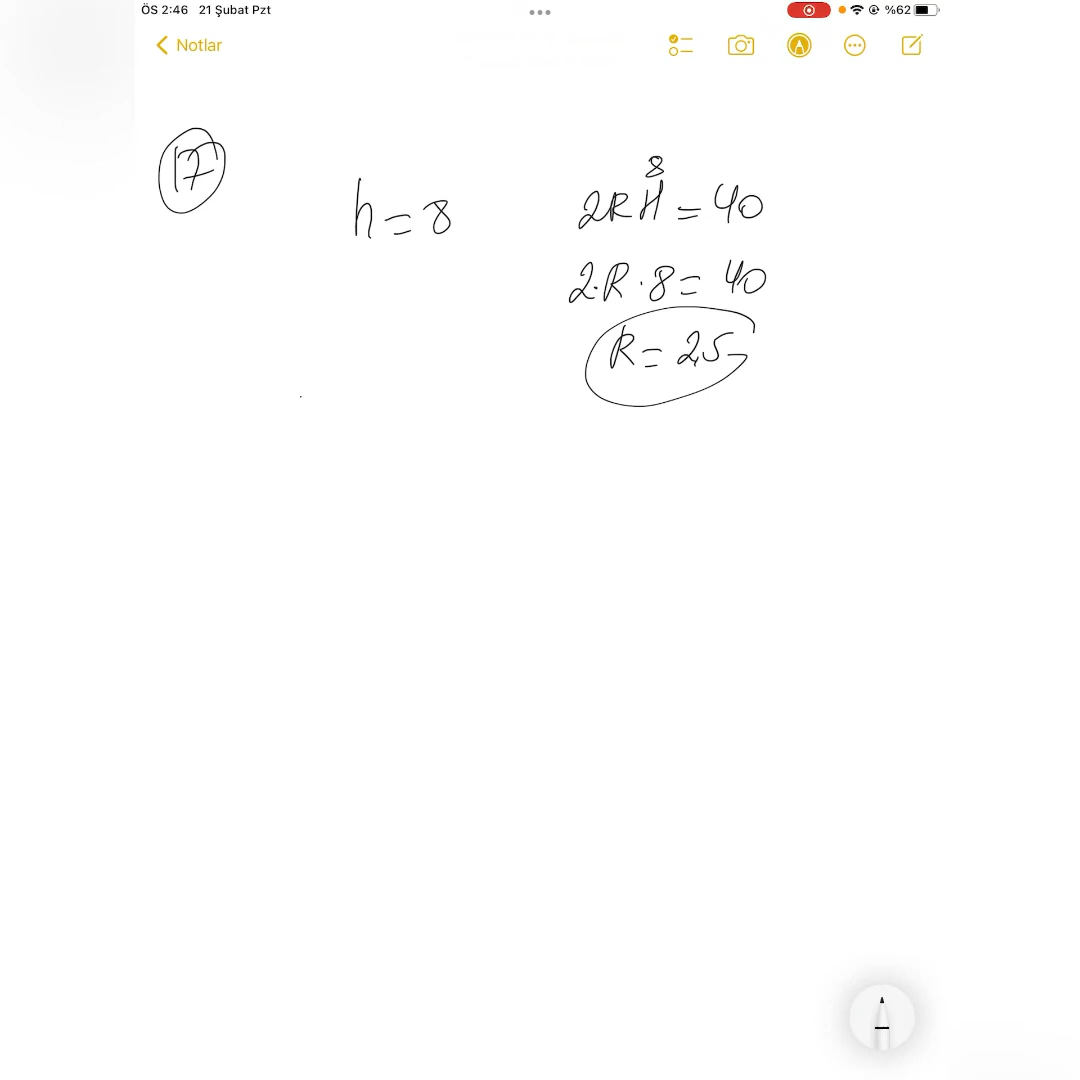 ÖS 2:46 21 Şubat Pzt
%62
Notlar
17
h=8
8
2RH=40
2.R.8=40
R=2,5